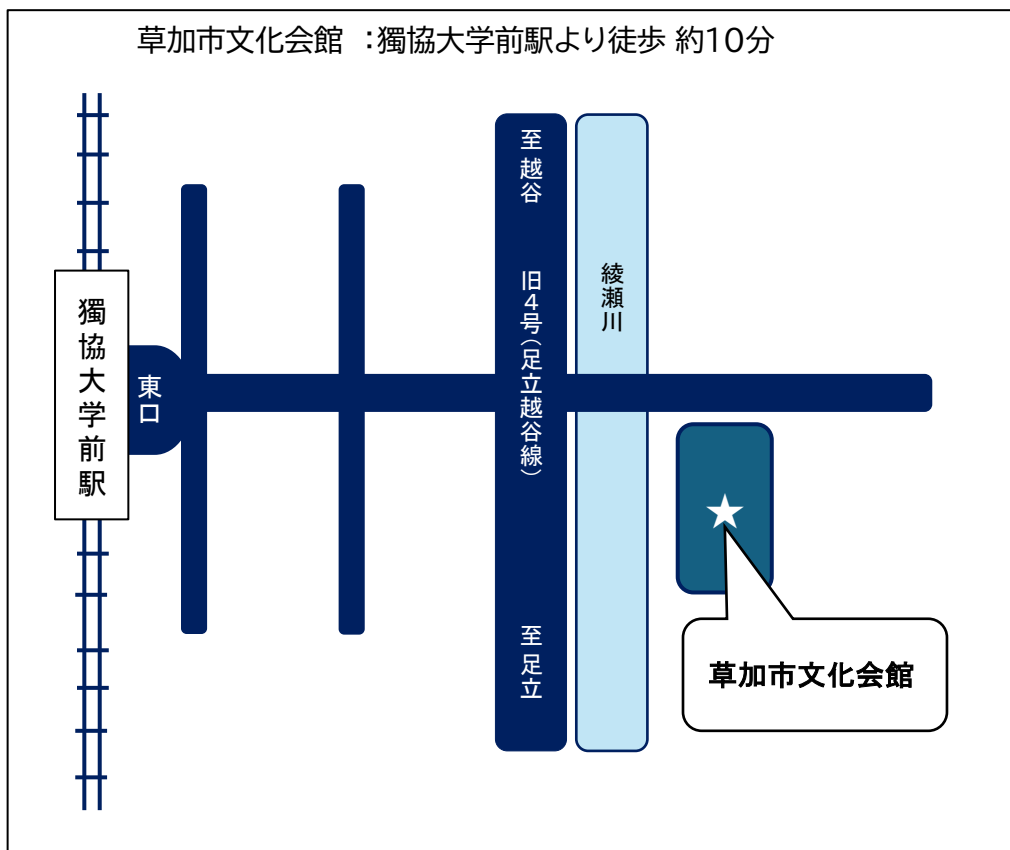 草加市文化会館 ：獨協大学前駅より徒歩 約10分
至越谷
旧4号(足立越谷線)
至足立
綾瀬川
獨協大学前駅
東口
草加市文化会館